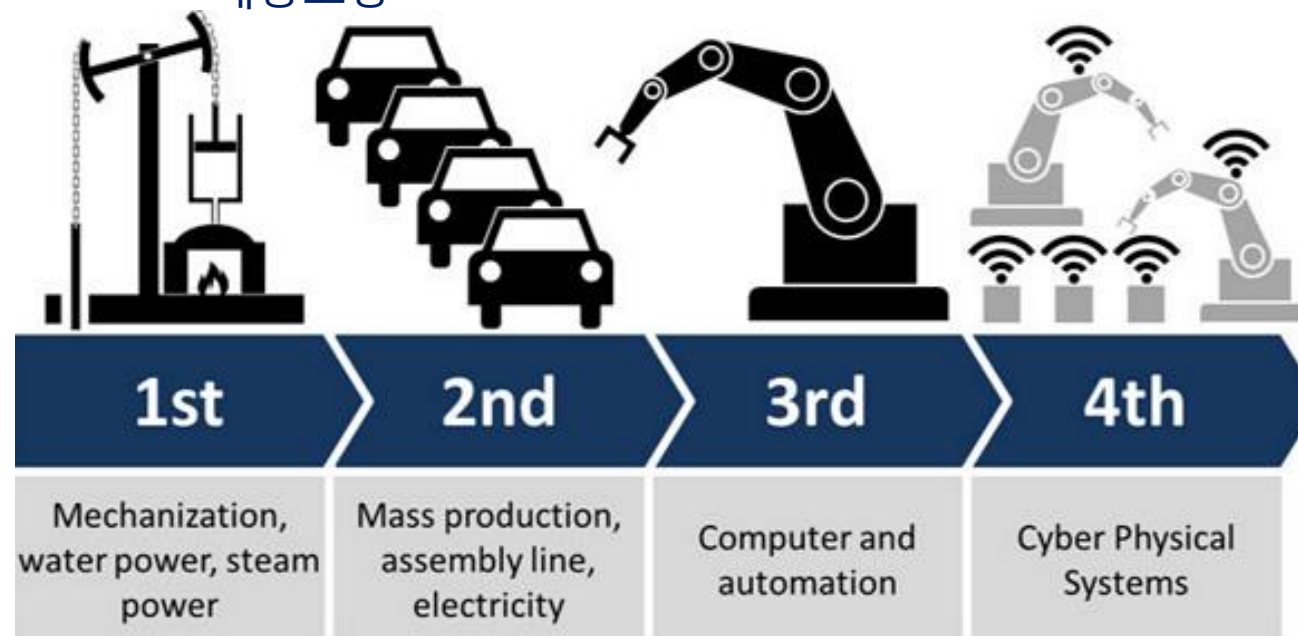 1st
2nd
3rd
4th
Mechanization,
water power, steam
power
Mass production,
assembly line,
electricity
Computer and
automation
Cyber Physical
Systems